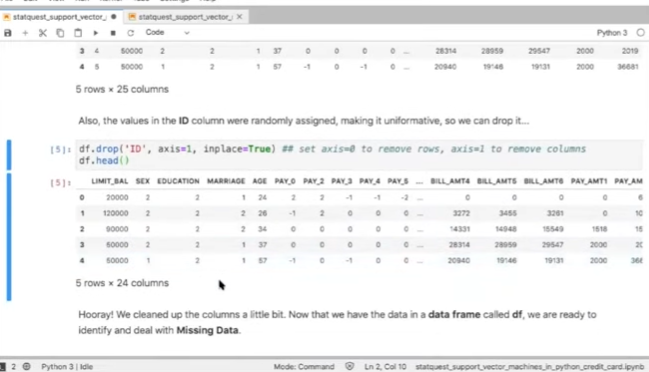 statquest_support_vector_
statquest_support_vector_
Code
Python 3
3 4 50000 2 2 1 37 0 0 0 0 ... 28314 28959 29547 2000 2019
4 5 50000 1 2 1 57 -1 0 -1 0 ... 20940 19146 19131 2000 36681
5 rows × 25 columns
Also, the values in the ID column were randomly assigned, making it uniformative, so we can drop it...
[5]: df.drop('ID', axis=1, inplace=True) ## set axis=0 to remove rows, axis=1 to remove columns
df.head()
[5]: LIMIT_BAL SEX EDUCATION MARRIAGE AGE PAY_0 PAY_2 PAY_3 PAY_4 PAY_5 ... BILL_AMT4 BILL_AMT5 BILL_AMT6 PAY_AMT1 PAY_AM
0 20000 2 2 1 24 2 2 -1 -1 -2 ... 0 0 0 0 6
1 120000 2 2 2 26 -1 2 0 0 0 ... 3272 3455 3261 0 10
2 90000 2 2 2 34 0 0 0 0 0 ... 14331 14948 15549 1518 15
3 50000 2 2 1 37 0 0 0 0 0 ... 28314 28959 29547 2000 20
4 50000 1 2 1 57 -1 0 -1 0 0 ... 20940 19146 19131 2000 366
5 rows × 24 columns
Hooray! We cleaned up the columns a little bit. Now that we have the data in a data frame called df, we are ready to
identify and deal with Missing Data.
2 Python 3 | Idle Mode: Command Ln 2, Col 10 statquest_support_vector_machines_in_python_credit_card.ipynb